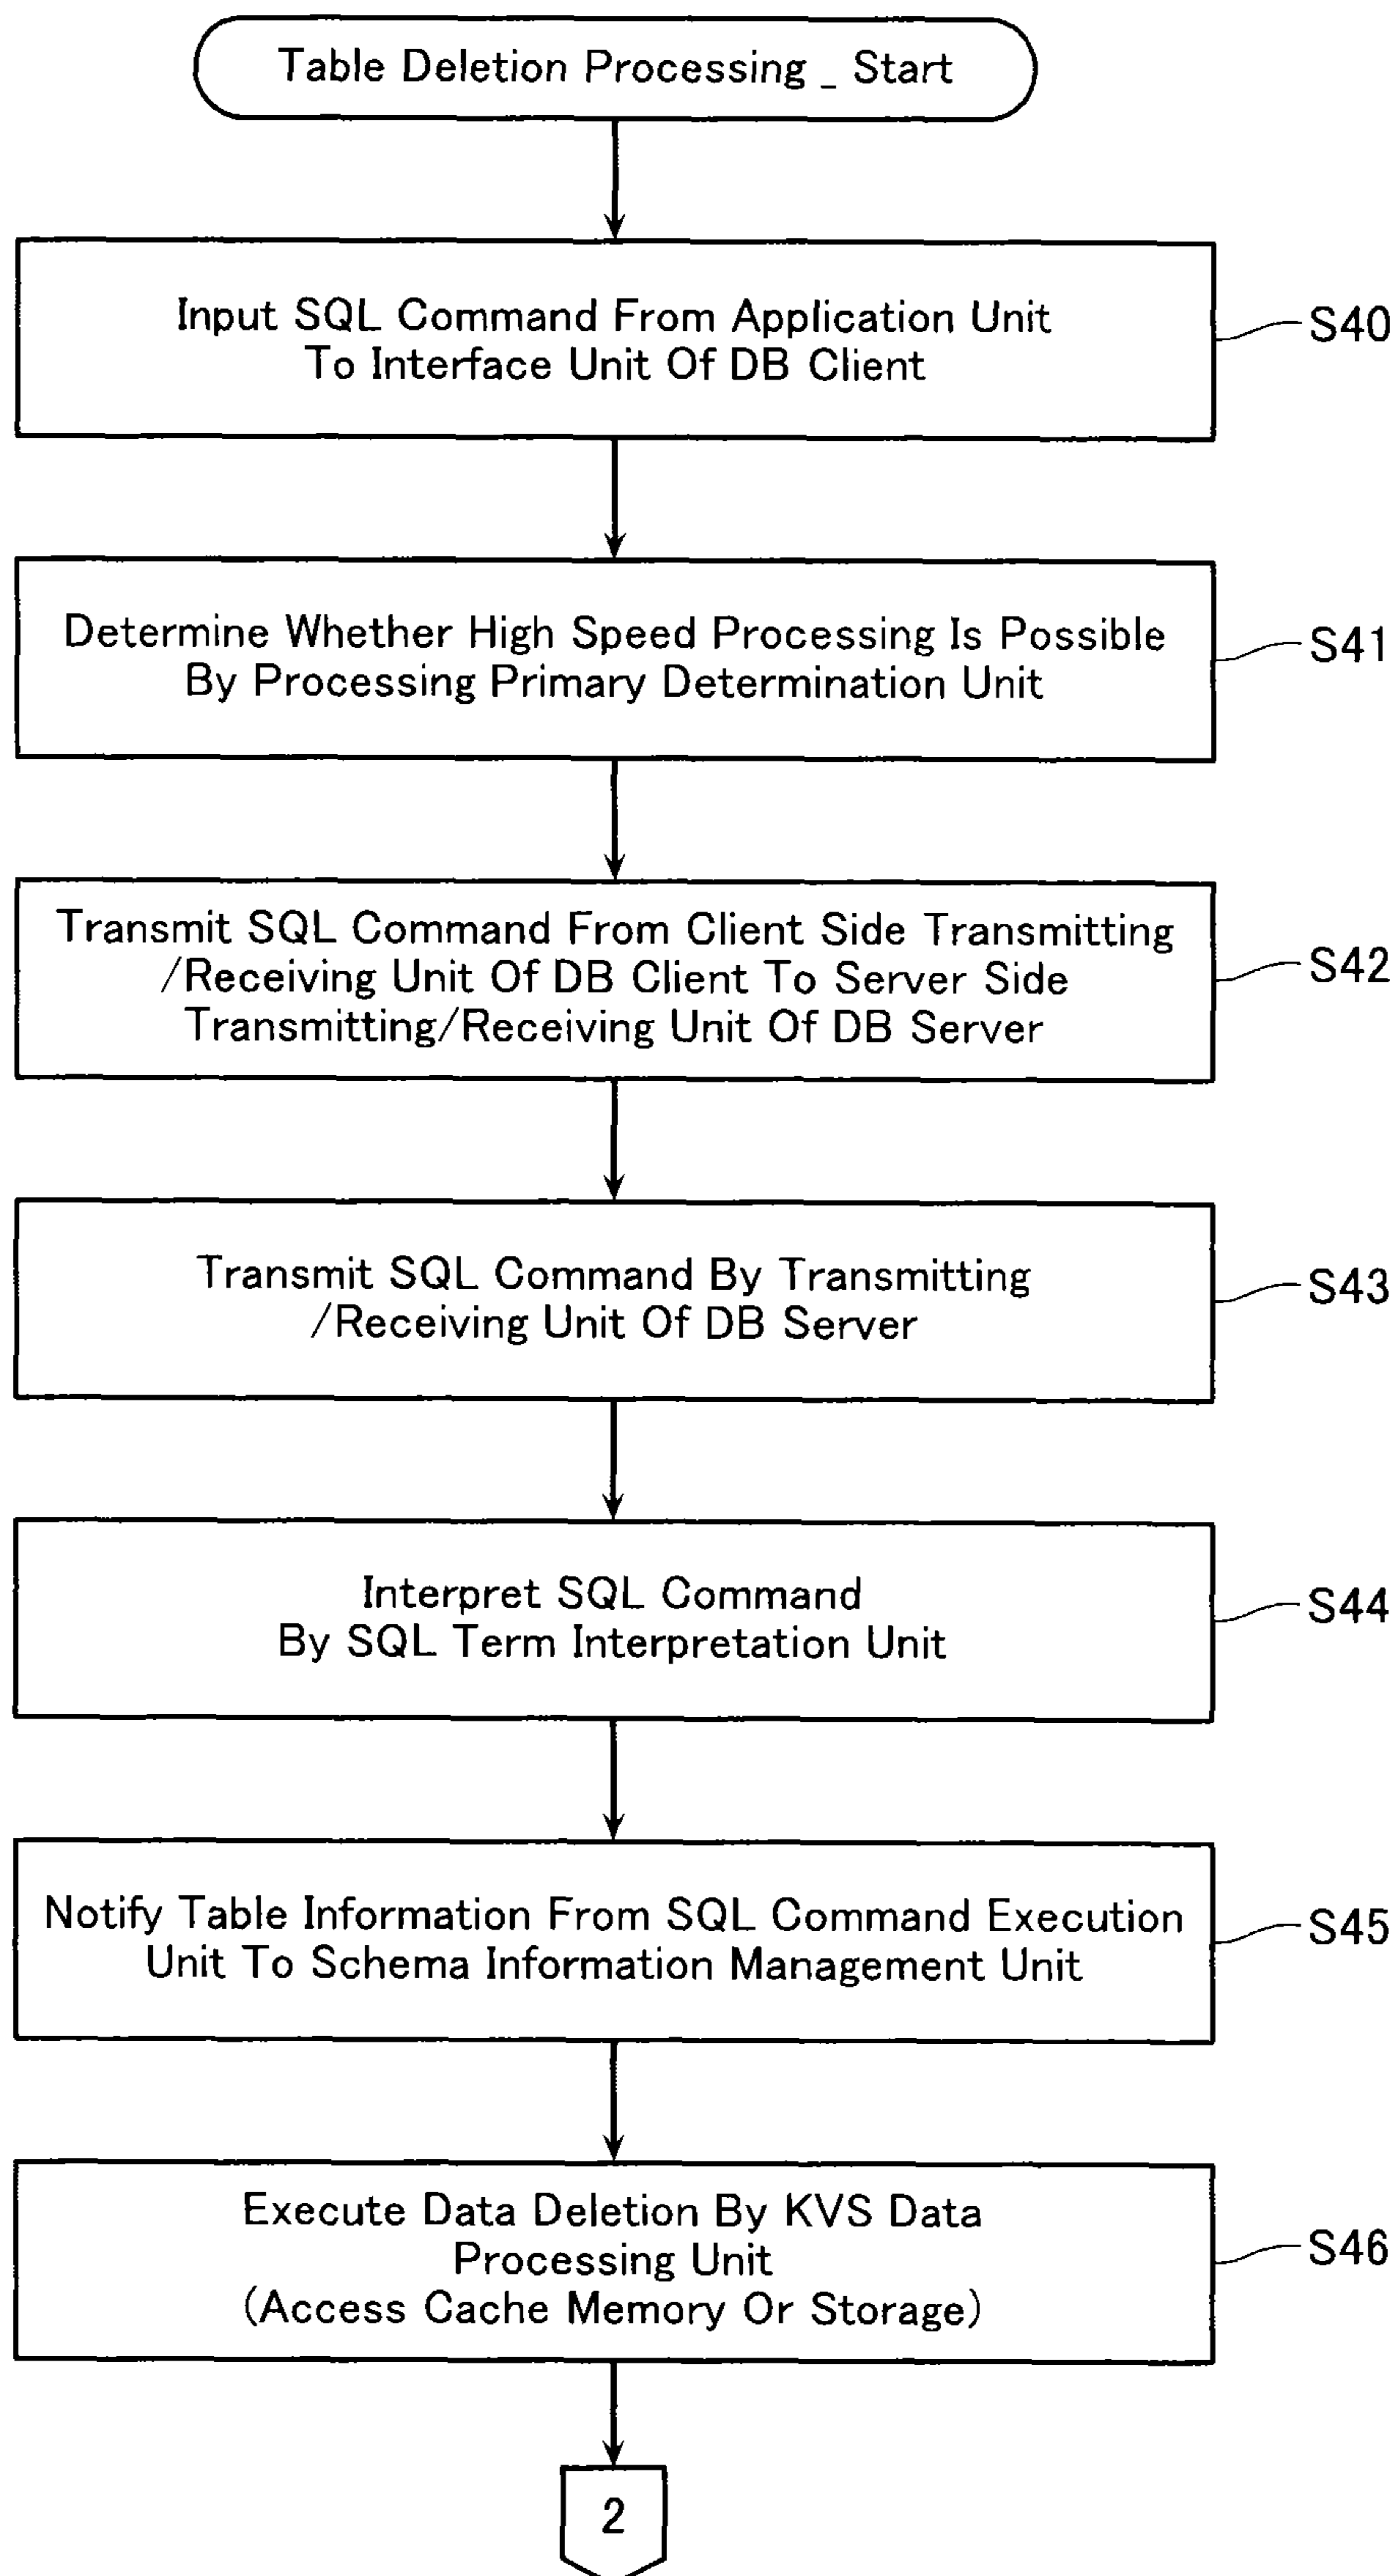 Table Deletion Processing _ Start
Input SQL Command From Application Unit
To Interface Unit Of DB Client
S40
Determine Whether High Speed Processing Is Possible
By Processing Primary Determination Unit
S41
Transmit SQL Command From Client Side Transmitting
/Receiving Unit Of DB Client To Server Side
Transmitting/Receiving Unit Of DB Server
S42
Transmit SQL Command By Transmitting
/Receiving Unit Of DB Server
S43
Interpret SQL Command
By SQL Term Interpretation Unit
S44
Notify Table Information From SQL Command Execution
Unit To Schema Information Management Unit
S45
Execute Data Deletion By KVS Data
Processing Unit
(Access Cache Memory Or Storage)
S46
2